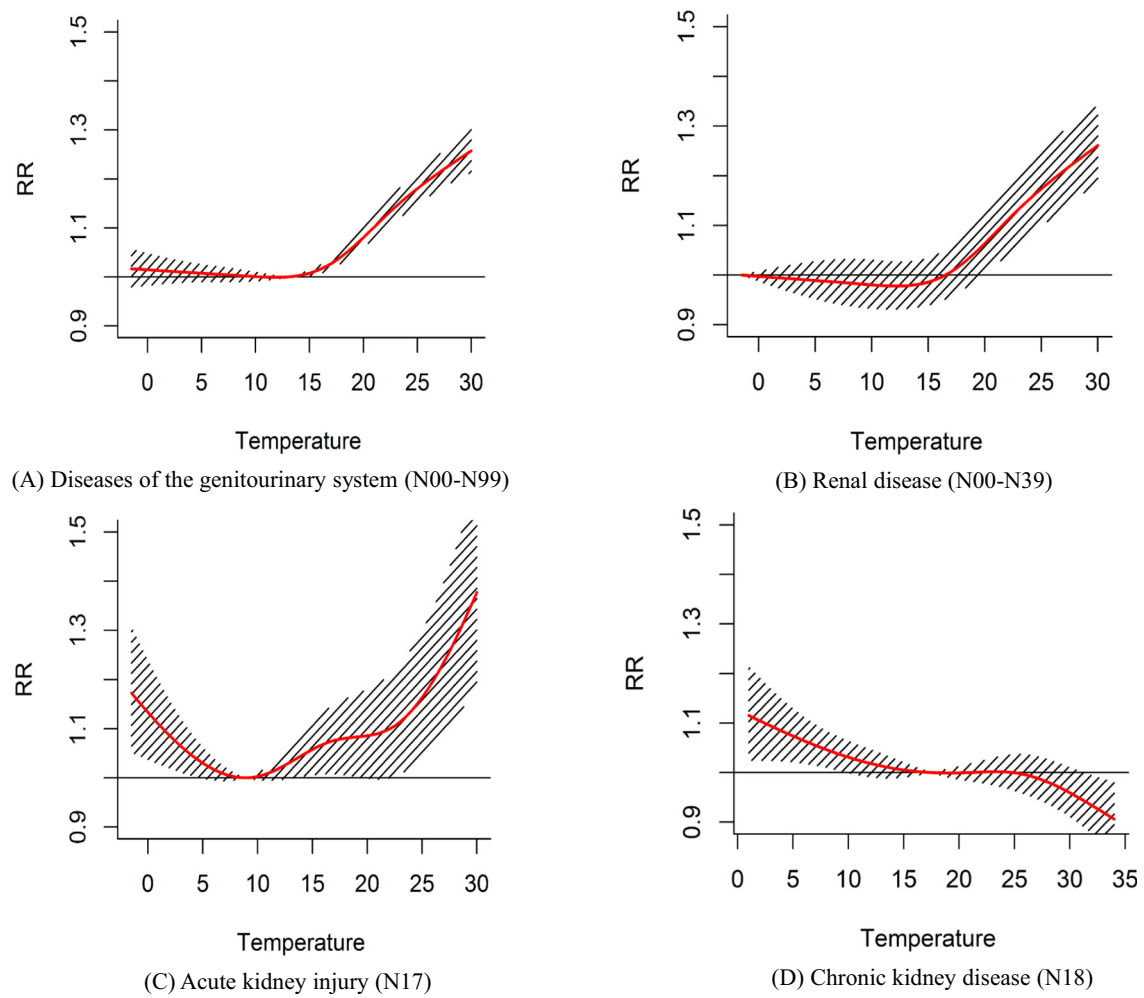 1.5
1.3
1.1
0.9
RR
0 5 10 15 20 25 30
Temperature
(A) Diseases of the genitourinary system (N00-N99)
1.5
1.3
1.1
0.9
RR
0 5 10 15 20 25 30
Temperature
(B) Renal disease (N00-N39)
1.5
1.3
1.1
0.9
RR
0 5 10 15 20 25 30
Temperature
(C) Acute kidney injury (N17)
1.5
1.3
1.1
0.9
RR
0 5 10 15 20 25 30 35
Temperature
(D) Chronic kidney disease (N18)